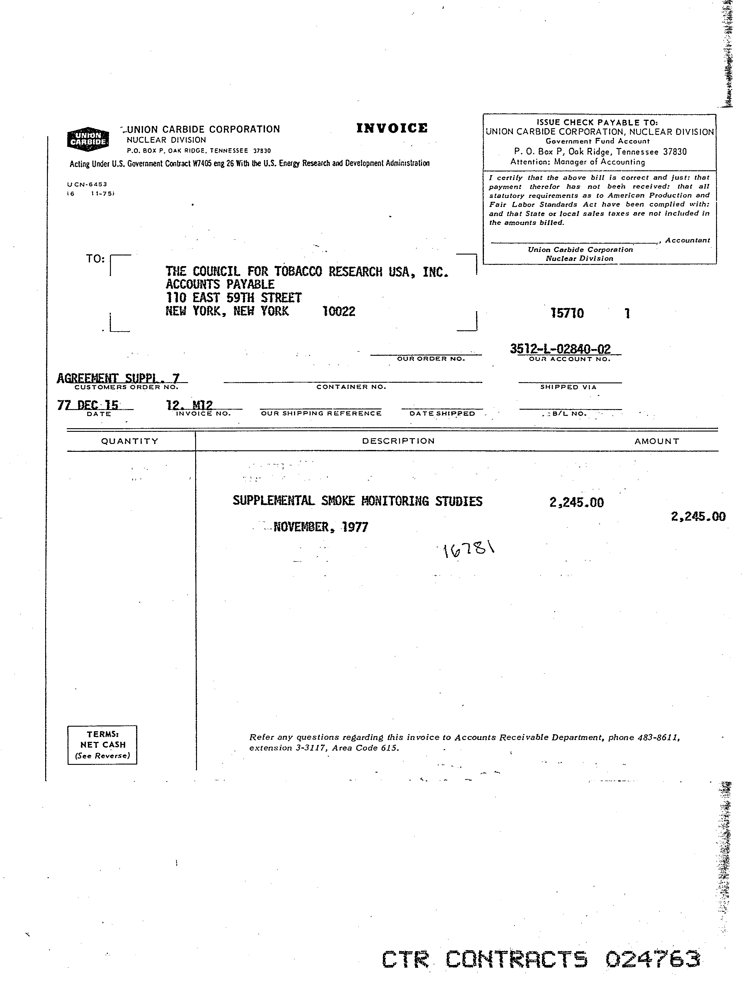 UNION CARBIDE
UNION CARBIDE CORPORATION
NUCLEAR DIVISION
P.O. BOX P, OAK RIDGE, TENNESSEE 37830
INVOICE
Acting Under U.S. Government Contract W7405 eng 26 With the U.S. Energy Research and Development Administration
UCN-6453
(6 11-75)
ISSUE CHECK PAYABLE TO:
UNION CARBIDE CORPORATION, NUCLEAR DIVISION
Government Fund Account
P. O. Box P, Oak Ridge, Tennessee 37830
Attention: Manager of Accounting
I certify that the above bill is correct and just; that
payment therefor has not been received; that all
statutory requirements as to American Production and
Fair Labor Standards Act have been complied with;
and that State or local sales taxes are not included in
the amounts billed.
, Accountant
Union Carbide Corporation
Nuclear Division
TO:
THE COUNCIL FOR TOBACCO RESEARCH USA, INC.
ACCOUNTS PAYABLE
110 EAST 59TH STREET
NEW YORK, NEW YORK 10022
15710 1
3512-L-02840-02
OUR ORDER NO. OUR ACCOUNT NO.
AGREEMENT SUPPL. 7
CUSTOMERS ORDER NO. CONTAINER NO. SHIPPED VIA
77 DEC 15 12. M12
DATE INVOICE NO. OUR SHIPPING REFERENCE DATE SHIPPED B/L NO.
QUANTITY DESCRIPTION AMOUNT
SUPPLEMENTAL SMOKE MONITORING STUDIES 2,245.00
2,245.00
NOVEMBER, 1977
16781
TERMS:
NET CASH
(See Reverse)
Refer any questions regarding this invoice to Accounts Receivable Department, phone 483-8611,
extension 3-3117, Area Code 615.
CTR CONTRACTS 024763